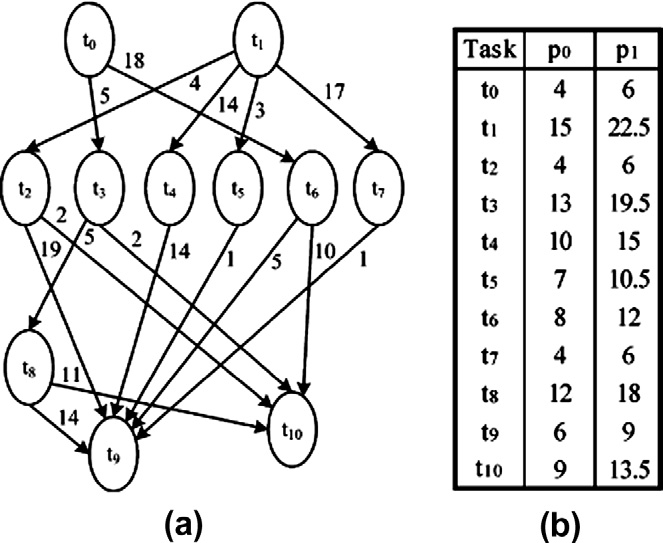 t0 t1
18
5 4 14 3 17
t2 t3 t4 t5 t6 t7
2 5 2 14 1 5 10 1
19
t8
11
14
t9 t10
(a)
Task p0 p1
t0 4 6
t1 15 22.5
t2 4 6
t3 13 19.5
t4 10 15
t5 7 10.5
t6 8 12
t7 4 6
t8 12 18
t9 6 9
t10 9 13.5
(b)